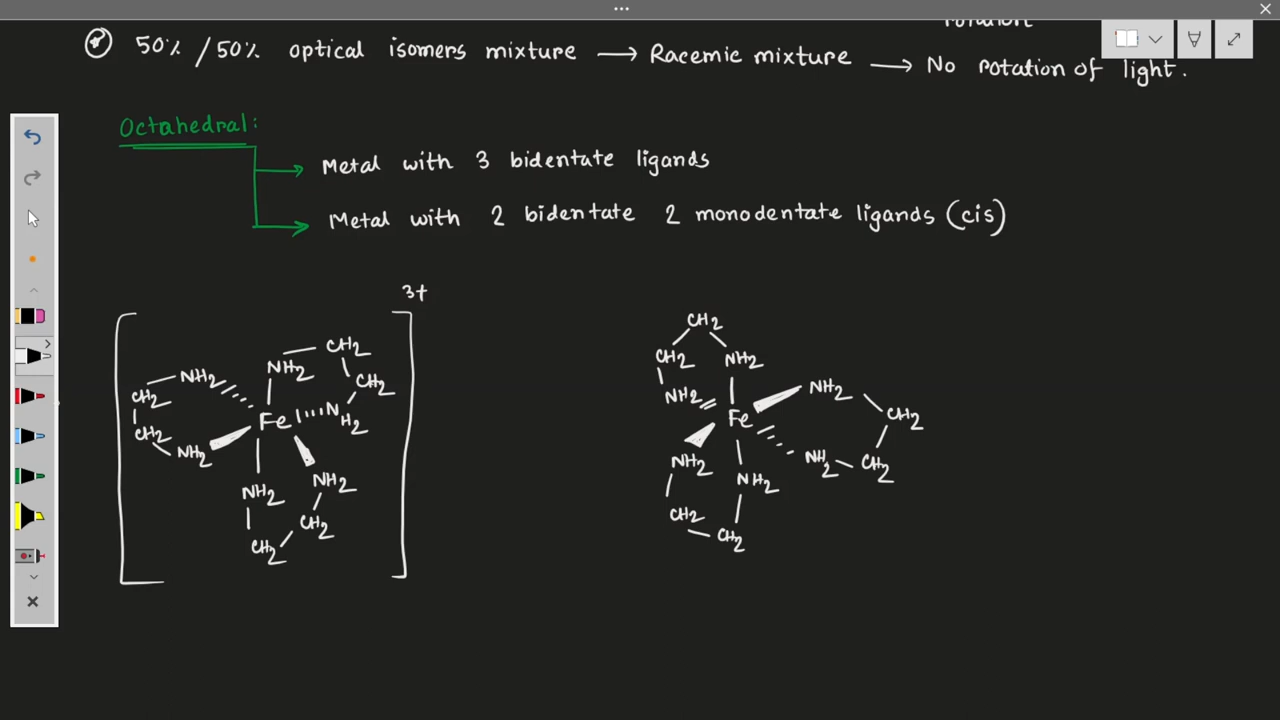 rotation
50% / 50% optical isomers mixture → Racemic mixture → No rotation of light.
Octahedral:
→ Metal with 3 bidentate ligands
→ Metal with 2 bidentate 2 monodentate ligands (cis)
3+
CH2
NH2
CH2
NH2
CH2
CH2
Fe
NH2
CH2
NH2
NH2
NH2
CH2
CH2
CH2
CH2
NH2
NH2
NH2
CH2
Fe
NH2
NH2
CH2
NH2
CH2
CH2